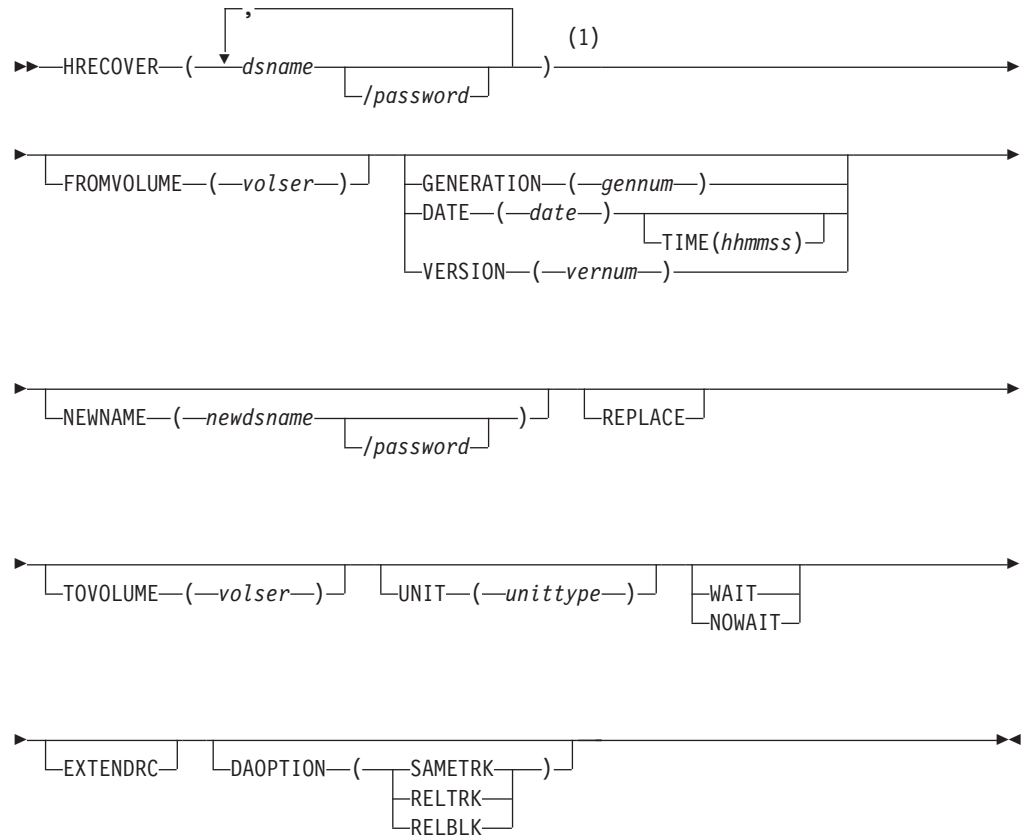 ,
(1)
HRECOVER ( dsname )
/password
FROMVOLUME ( volser ) GENERATION ( gennum )
DATE ( date )
TIME(hhmmss)
VERSION ( vernum )
NEWNAME ( newdsname ) REPLACE
/password
TOVOLUME ( volser ) UNIT ( unittype ) WAIT
NOWAIT
EXTENDRC DAOPTION ( SAMETRK )
RELTRK
RELBLK